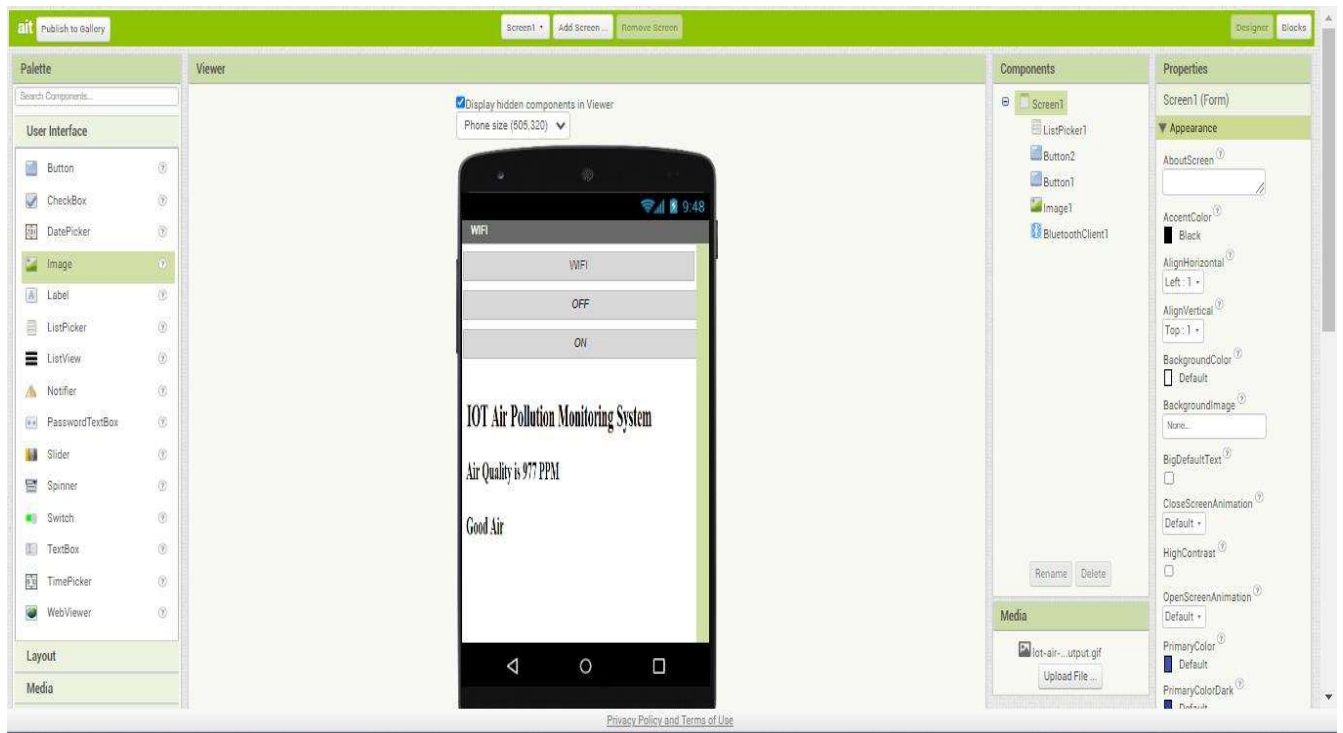 ait Publish to Gallery Screen1 Add Screen ... Remove Screen Designer Blocks
Palette
Search Components...
User Interface
Button
CheckBox
DatePicker
Image
Label
ListPicker
ListView
Notifier
PasswordTextBox
Slider
Spinner
Switch
TextBox
TimePicker
WebViewer
Layout
Media
Viewer
Display hidden components in Viewer
Phone size (505,320)
9:48
WIFI
WIFI
OFF
ON
IOT Air Pollution Monitoring System
Air Quality is 977 PPM
Good Air
Components
Screen1
ListPicker1
Button2
Button1
Image1
BluetoothClient1
Rename Delete
Media
Iot-air-...utput.gif
Upload File ...
Properties
Screen1 (Form)
Appearance
AboutScreen
AccentColor
Black
AlignHorizontal
Left : 1
AlignVertical
Top : 1
BackgroundColor
Default
BackgroundImage
None...
BigDefaultText
CloseScreenAnimation
Default
HighContrast
OpenScreenAnimation
Default
PrimaryColor
Default
PrimaryColorDark
Default
Privacy Policy and Terms of Use